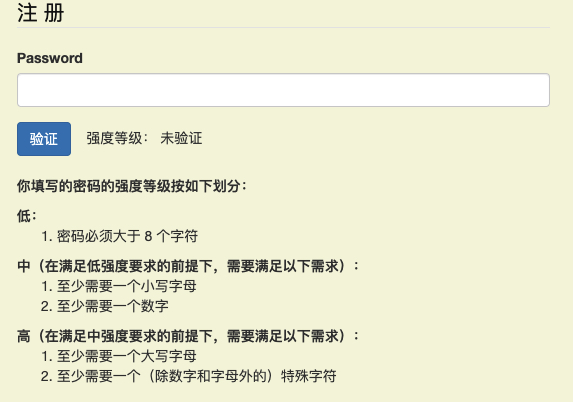 注 册
Password
验证 强度等级： 未验证
你填写的密码的强度等级按如下划分：
低：
1. 密码必须大于 8 个字符
中（在满足低强度要求的前提下，需要满足以下需求）：
1. 至少需要一个小写字母
2. 至少需要一个数字
高（在满足中强度要求的前提下，需要满足以下需求）：
1. 至少需要一个大写字母
2. 至少需要一个（除数字和字母外的）特殊字符